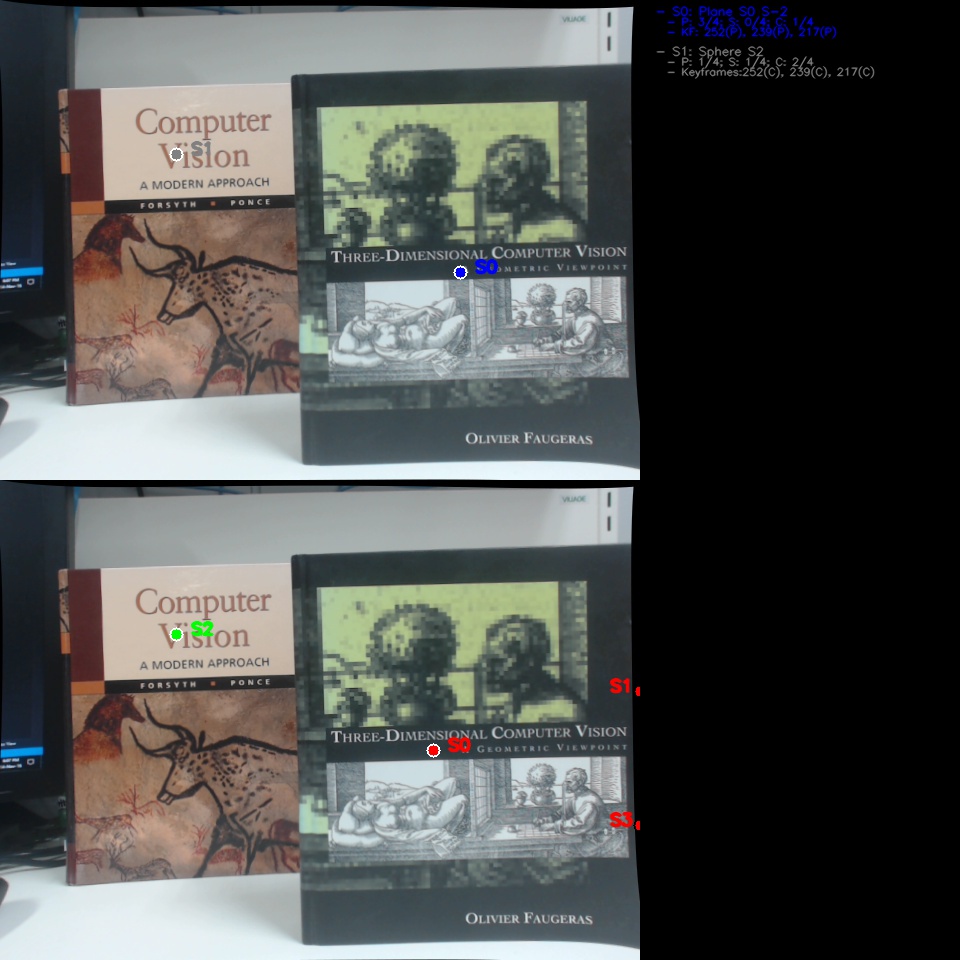 VILLAGE
- S0: Plane S0 S-2
- P: 3/4; S: 0/4; C: 1/4
- KF: 252(P), 239(P), 217(P)
- S1: Sphere S2
- P: 1/4; S: 1/4; C: 2/4
- Keyframes:252(C), 239(C), 217(C)
Computer
Vision
S1
A MODERN APPROACH
FORSYTH ▪ PONCE
THREE-DIMENSIONAL COMPUTER VISION
S0
OMETRIC VIEWPOINT
OLIVIER FAUGERAS
Computer
Vision
S2
A MODERN APPROACH
FORSYTH ▪ PONCE
S1
THREE-DIMENSIONAL COMPUTER VISION
S0
GEOMETRIC VIEWPOINT
S3
OLIVIER FAUGERAS